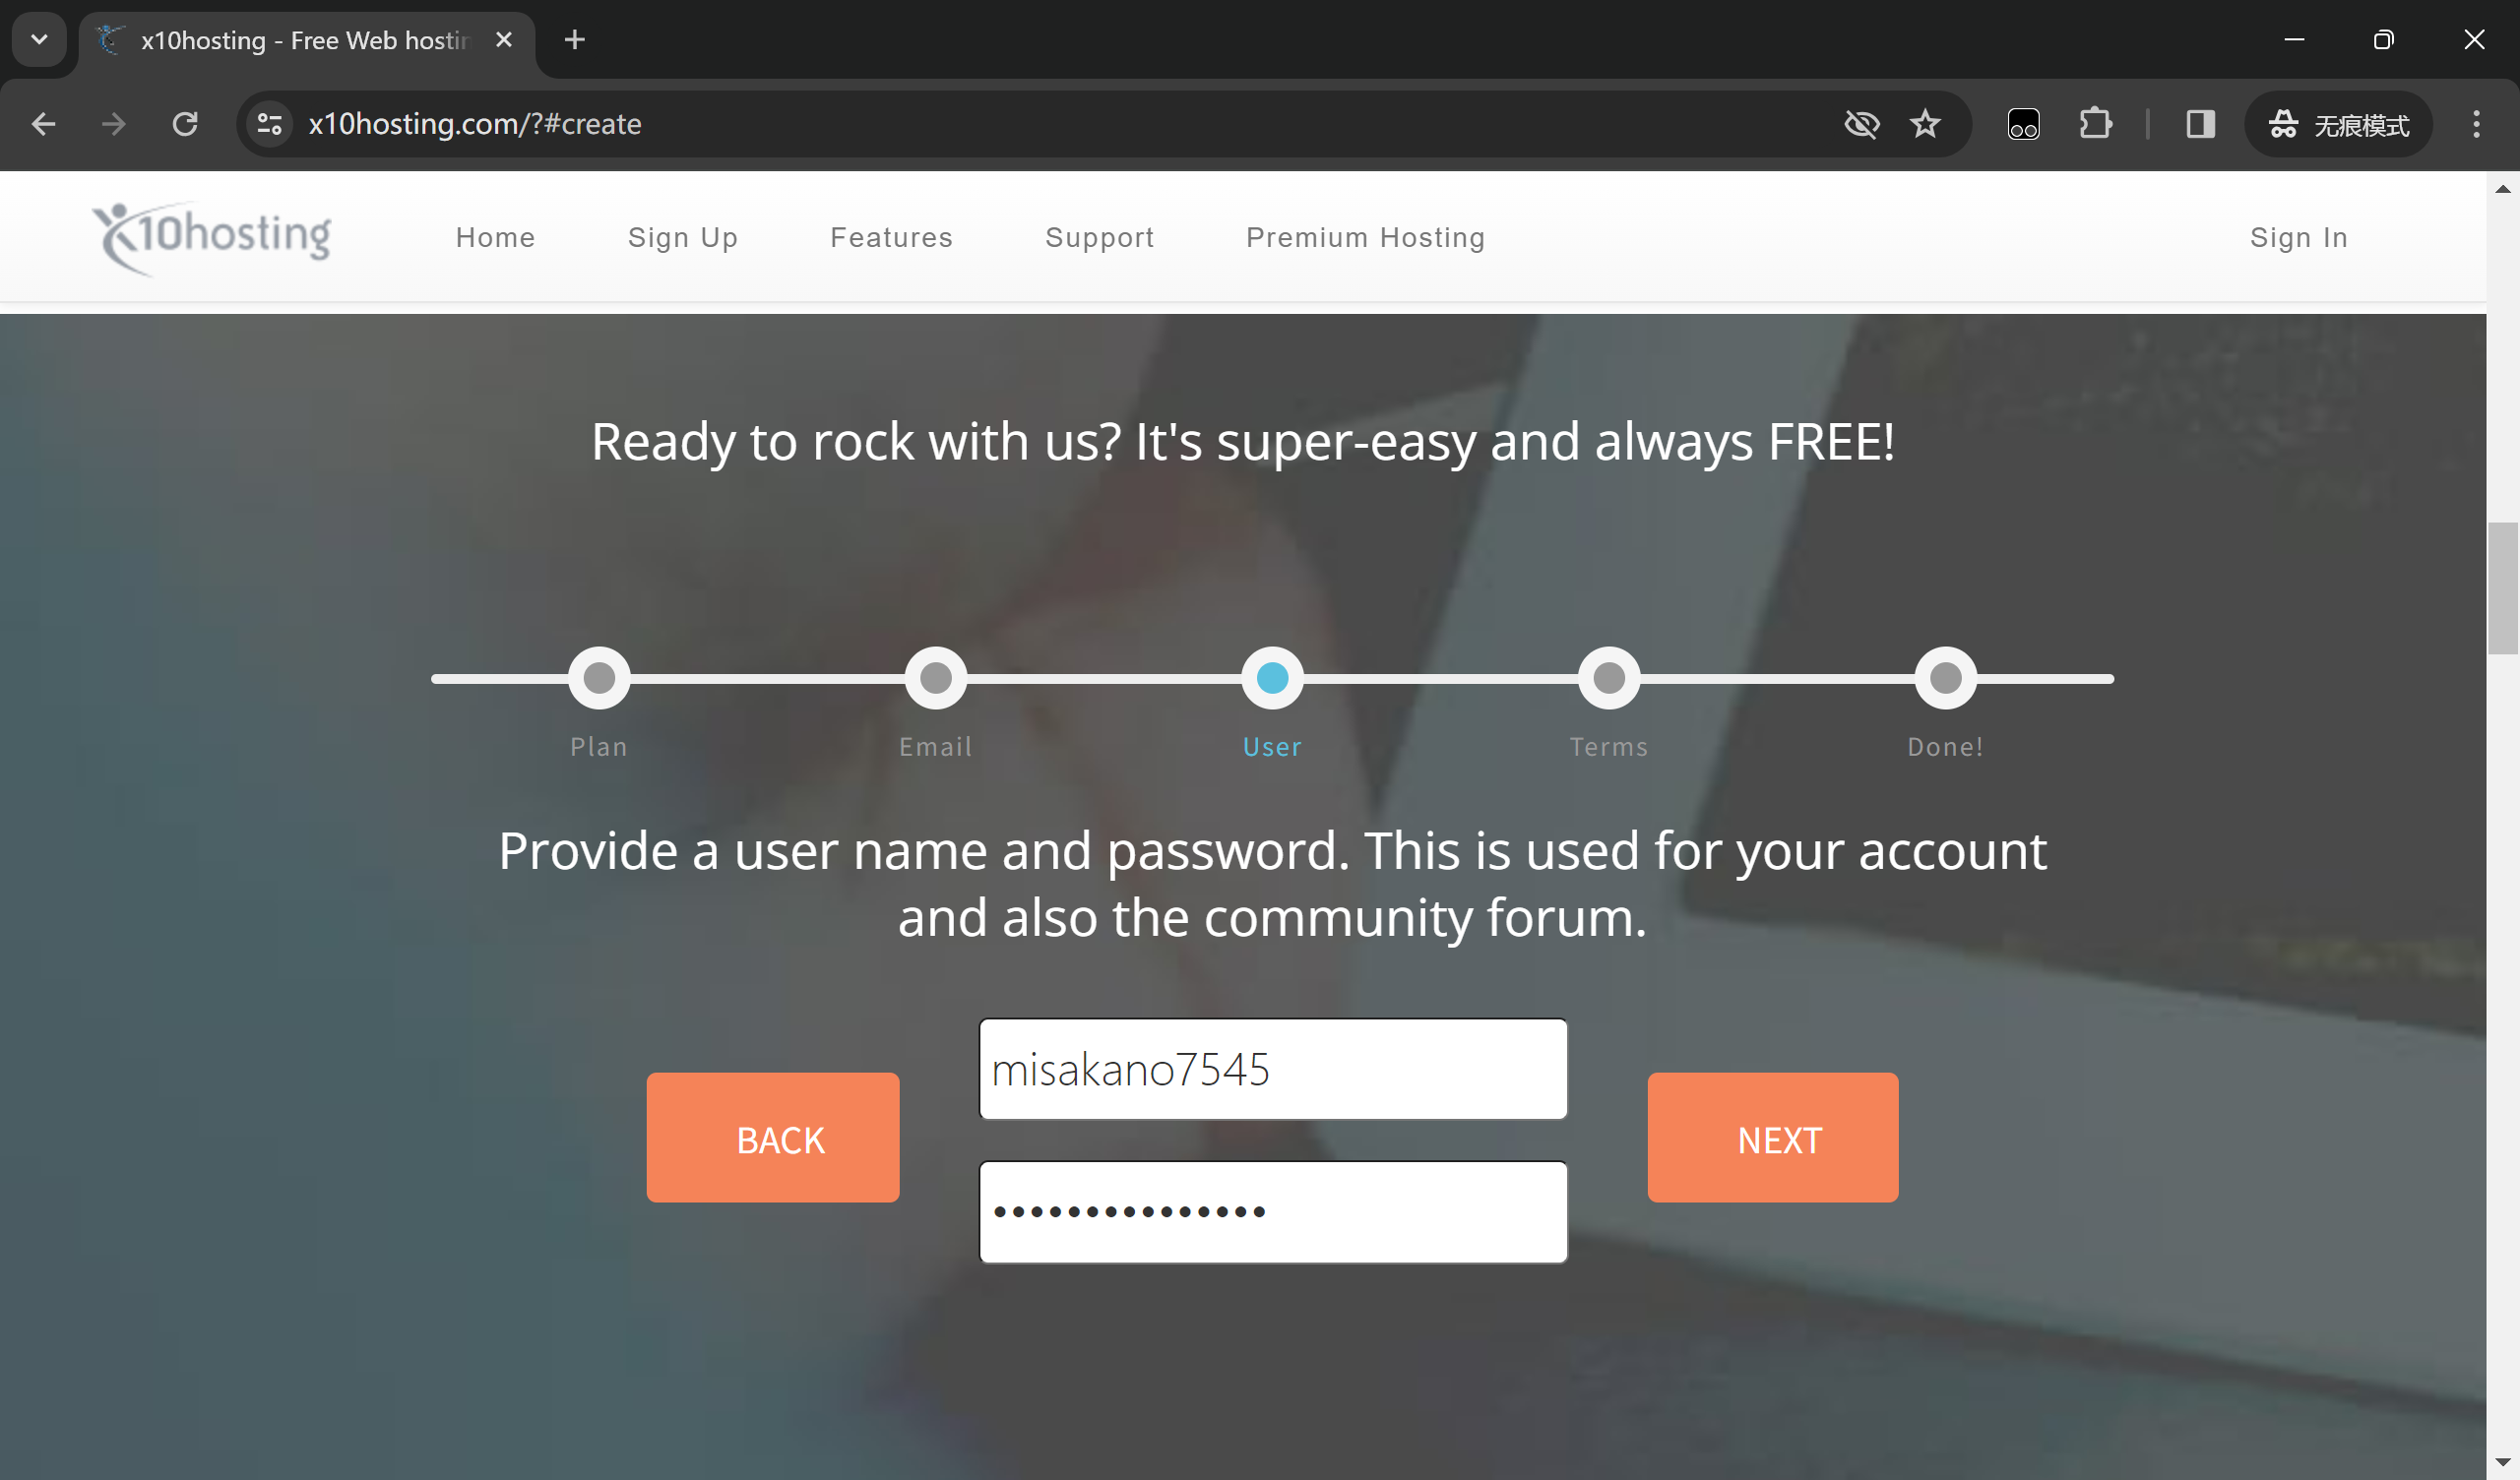 x10hosting - Free Web hostin
x10hosting.com/?#create
无痕模式
x10hosting
Home
Sign Up
Features
Support
Premium Hosting
Sign In
Ready to rock with us? It's super-easy and always FREE!
Plan
Email
User
Terms
Done!
Provide a user name and password. This is used for your account
and also the community forum.
misakano7545
BACK
NEXT
•••••••••••••••